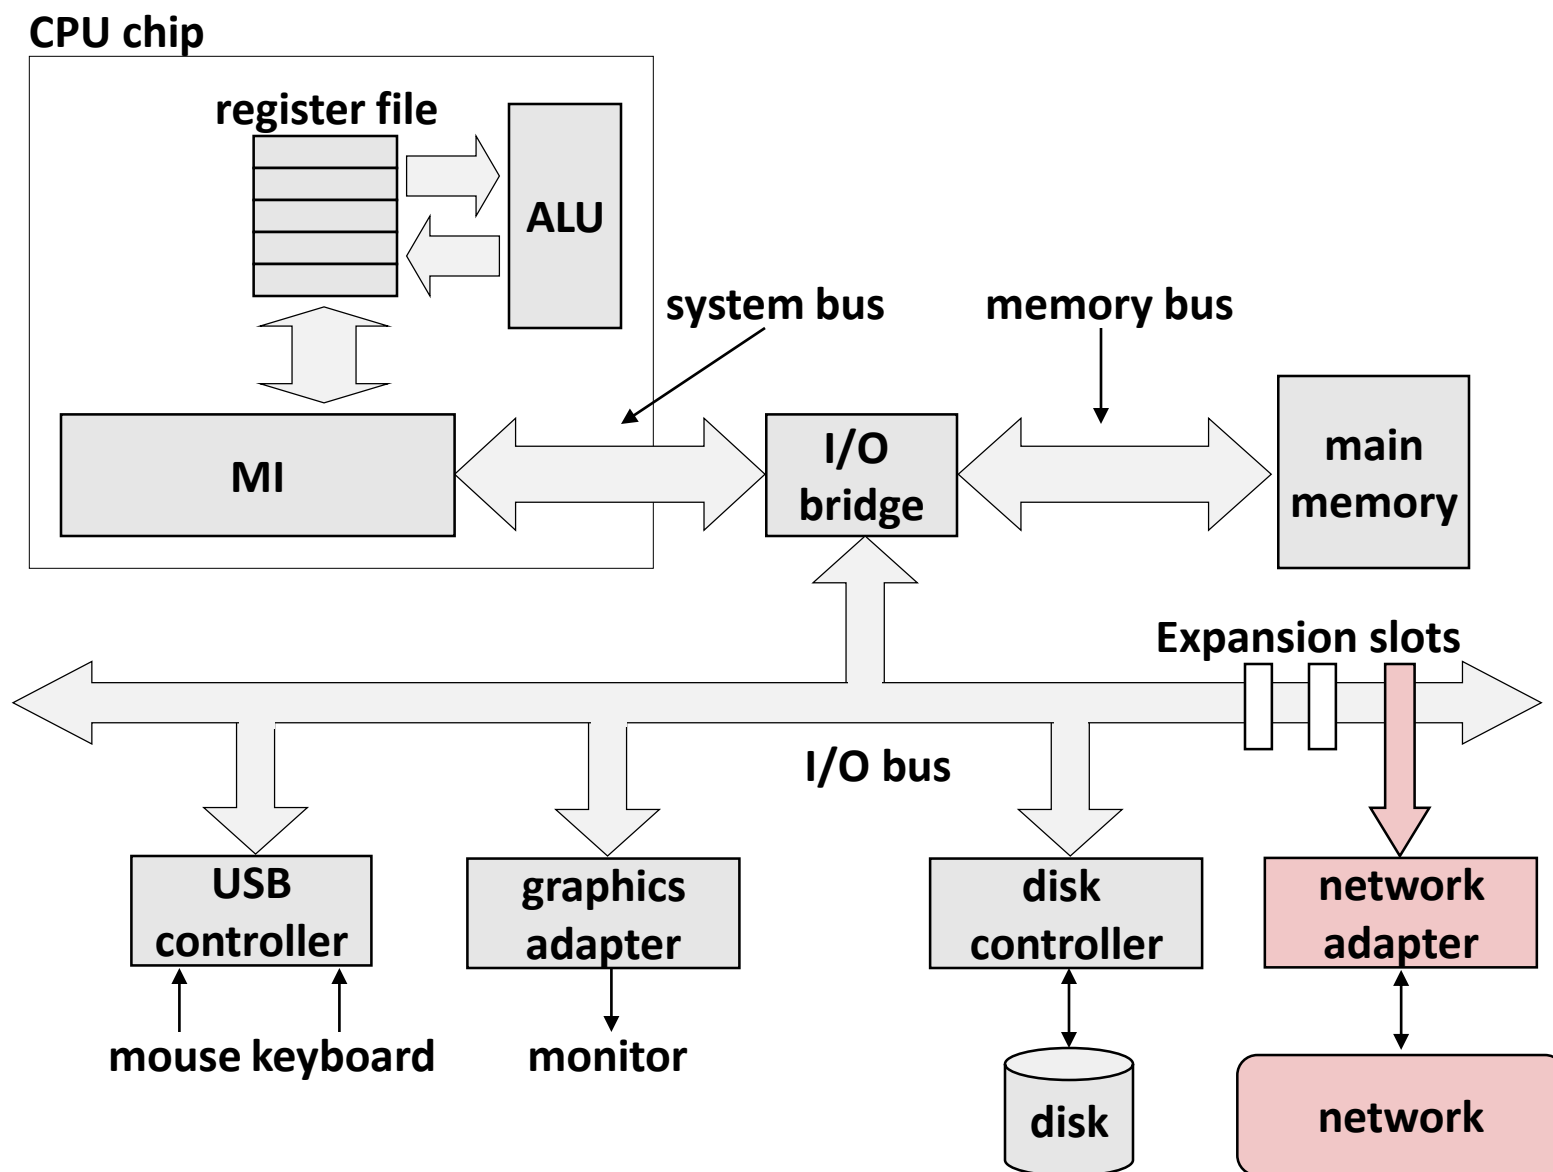 CPU chip
register file
ALU
system bus
memory bus
MI
I/O
bridge
main
memory
Expansion slots
I/O bus
USB
controller
graphics
adapter
disk
controller
network
adapter
mouse keyboard
monitor
disk
network